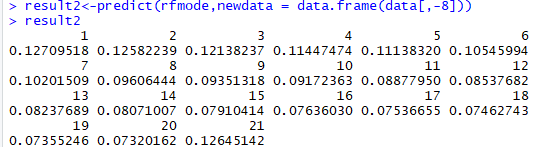 > result2<-predict(rfmode,newdata = data.frame(data[,-8]))
> result2
1 2 3 4 5 6
0.12709518 0.12582239 0.12138237 0.11447474 0.11138320 0.10545994
7 8 9 10 11 12
0.10201509 0.09606444 0.09351318 0.09172363 0.08877950 0.08537682
13 14 15 16 17 18
0.08237689 0.08071007 0.07910414 0.07636030 0.07536655 0.07462743
19 20 21
0.07355246 0.07320162 0.12645142